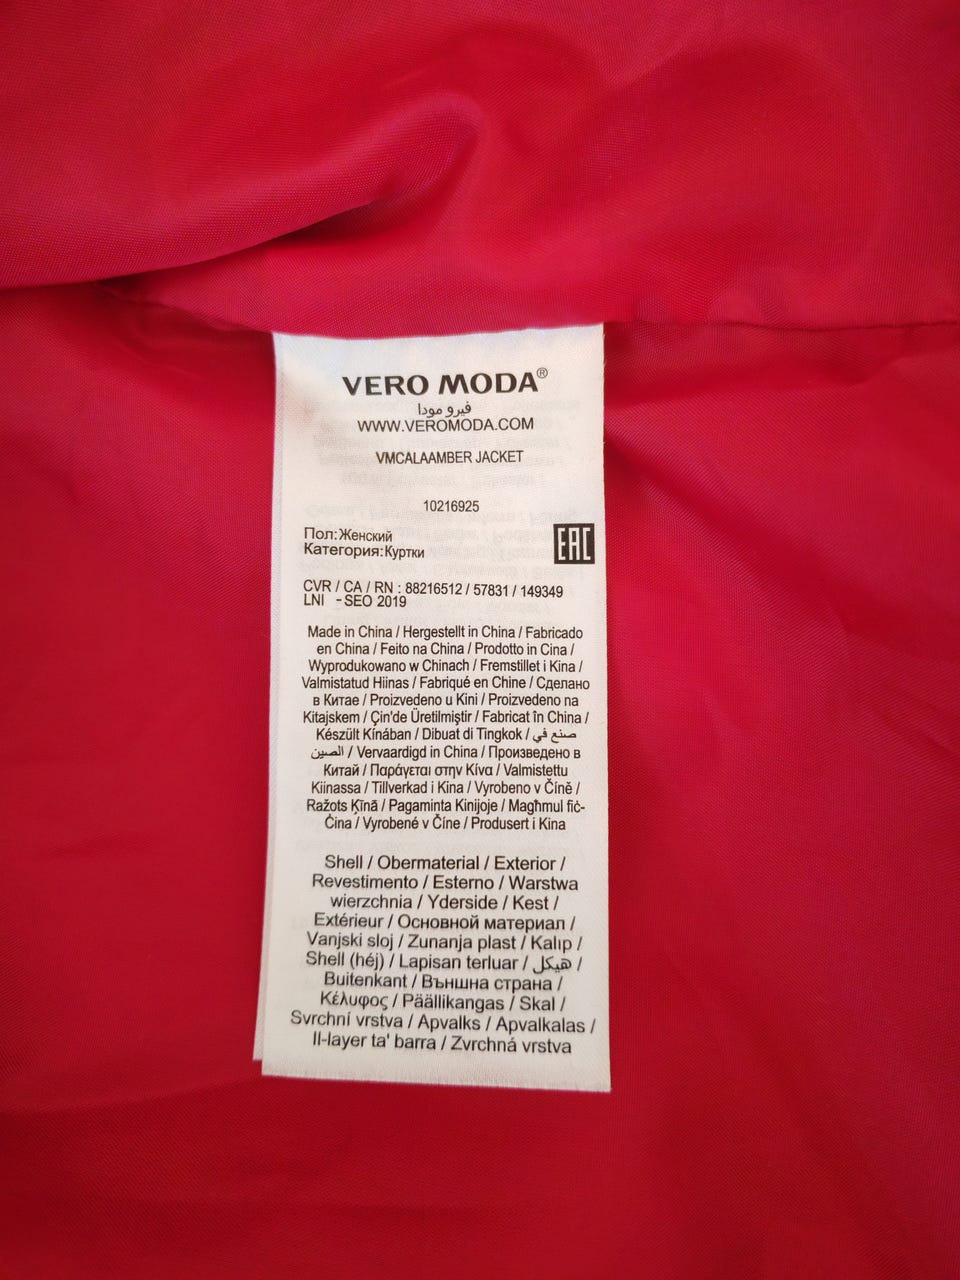 VERO MODA®
فيرو مودا
WWW.VEROMODA.COM
VMCALAAMBER JACKET
10216925
Пол:Женский
Категория:Куртки
EAC
CVR / CA / RN : 88216512 / 57831 / 149349
LNI - SEO 2019
Made in China / Hergestellt in China / Fabricado
en China / Feito na China / Prodotto in Cina /
Wyprodukowano w Chinach / Fremstillet i Kina /
Valmistatud Hiinas / Fabriqué en Chine / Сделано
в Китае / Proizvedeno u Kini / Proizvedeno na
Kitajskem / Çin'de Üretilmiştir / Fabricat în China /
Készült Kínában / Dibuat di Tingkok / صنع في
الصين / Vervaardigd in China / Произведено в
Китай / Παράγεται στην Κίνα / Valmistettu
Kiinassa / Tillverkad i Kina / Vyrobeno v Číně /
Ražots Ķīnā / Pagaminta Kinijoje / Magħmul fiċ-
Ċina / Vyrobené v Číne / Produsert i Kina
Shell / Obermaterial / Exterior /
Revestimento / Esterno / Warstwa
wierzchnia / Yderside / Kest /
Extérieur / Основной материал /
Vanjski sloj / Zunanja plast / Kalıp /
Shell (héj) / Lapisan terluar / هيكل /
Buitenkant / Външна страна /
Κέλυφος / Päällikangas / Skal /
Svrchní vrstva / Apvalks / Apvalkalas /
Il-layer ta' barra / Zvrchná vrstva